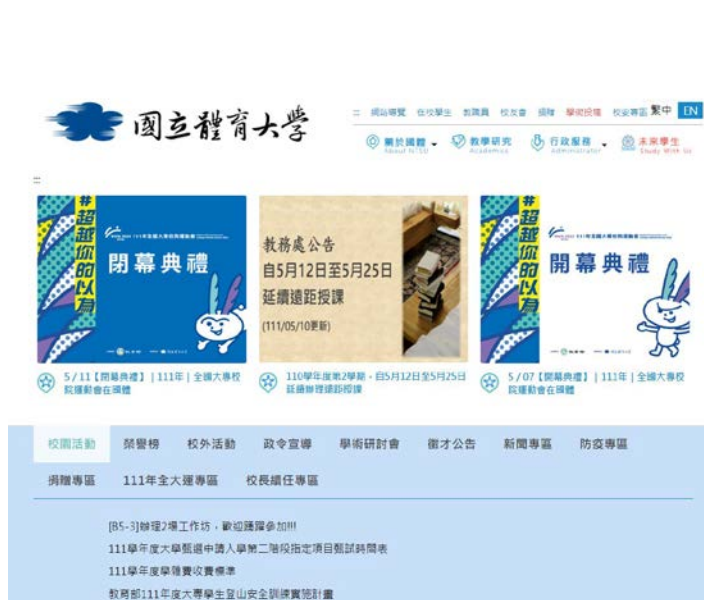 國立體育大學
網站導覽 在校學生 教職員 校友會 捐贈 學術授權 校安專區 繁中 EN
關於國體 教學研究 行政服務 未來學生
About NTSU Academics Administrator Study With Us
#超越你的以為
閉幕典禮
教務處公告
自5月12日至5月25日
延續遠距授課
(111/05/10更新)
#超越你的以為
開幕典禮
5/11【閉幕典禮】|111年|全國大專校
院運動會在國體
110學年度第2學期,自5月12日至5月25日
延續辦理遠距授課
5/07【開幕典禮】|111年|全國大專校
院運動會在國體
校園活動 榮譽榜 校外活動 政令宣導 學術研討會 徵才公告 新聞專區 防疫專區
捐贈專區 111年全大運專區 校長續任專區
[B5-3]辦理2場工作坊,歡迎踴躍參加!!!
111學年度大學甄選申請入學第二階段指定項目甄試時間表
111學年度學雜費收費標準
教育部111年度大專學生登山安全訓練實施計畫